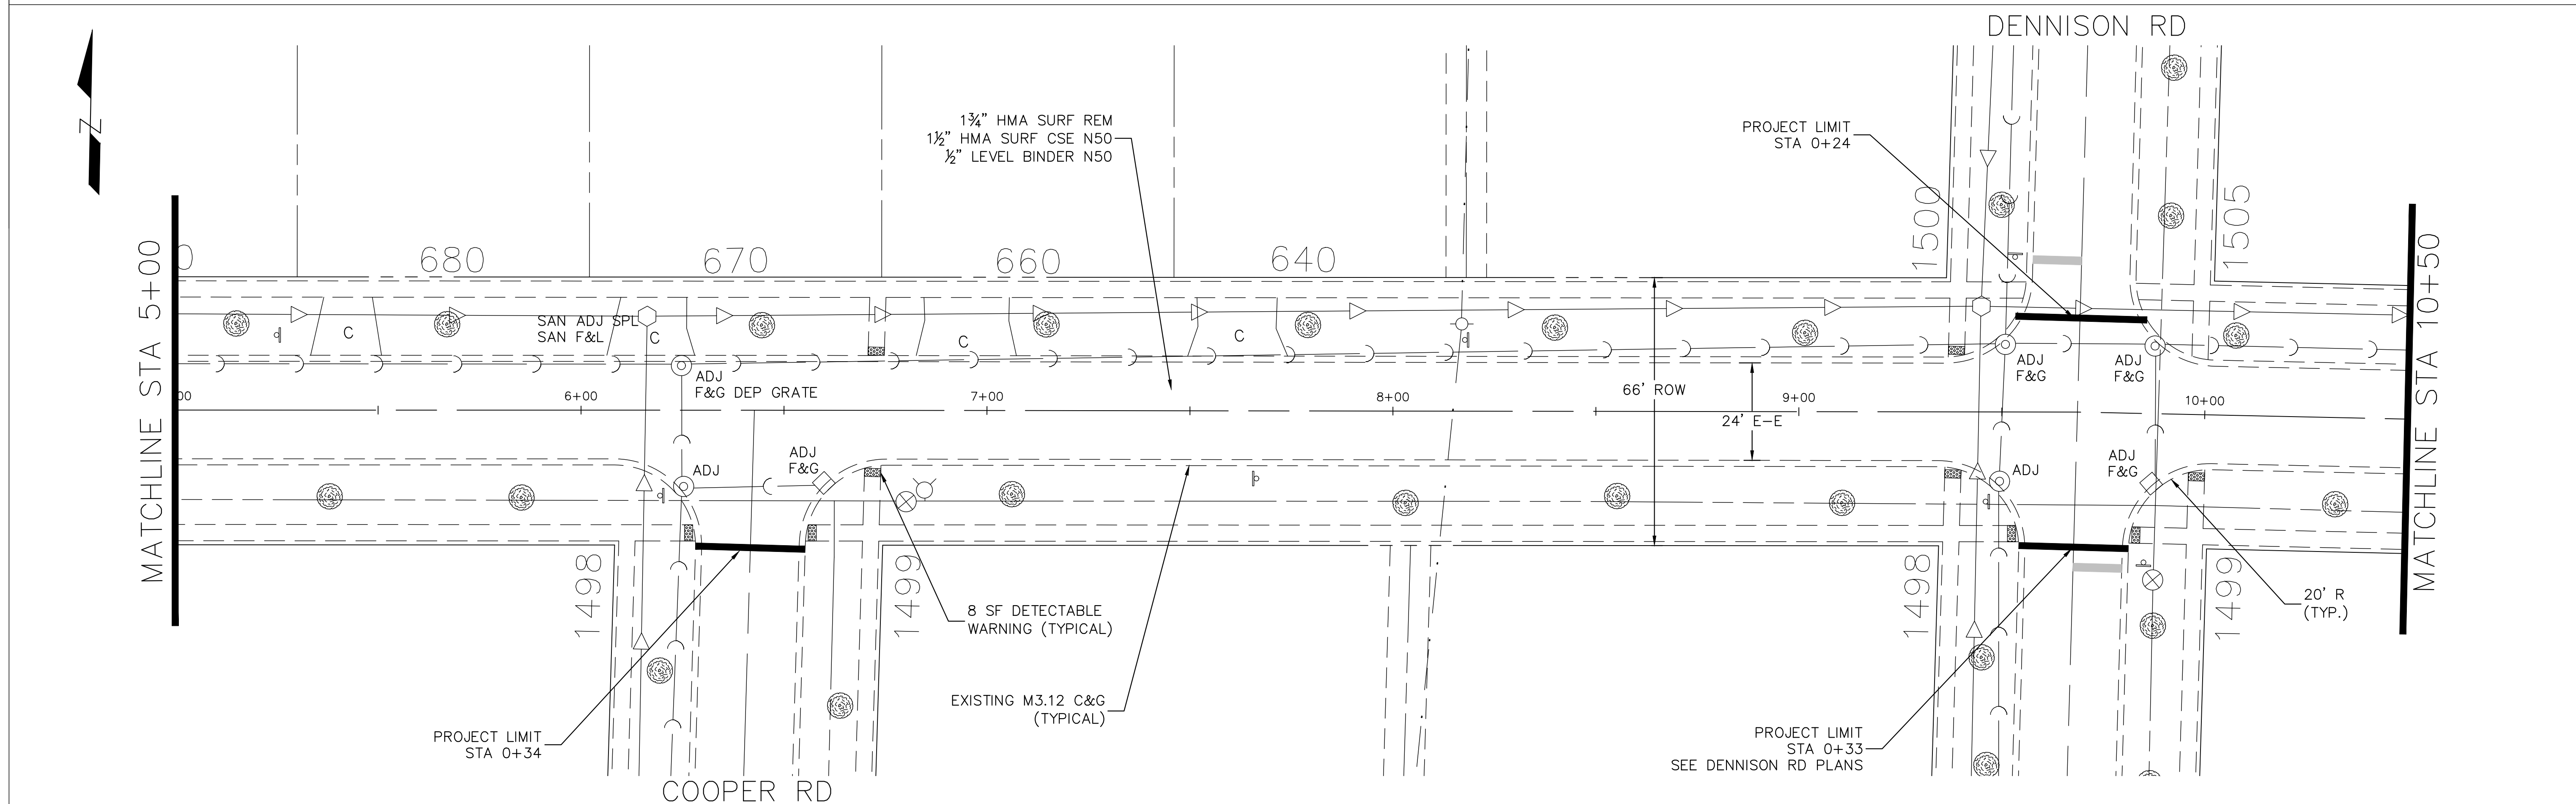 DENNISON RD
Z
1¾" HMA SURF REM
1½" HMA SURF CSE N50
½" LEVEL BINDER N50
PROJECT LIMIT
STA 0+24
MATCHLINE STA 5+00
0
680
670
660
640
1500
1505
MATCHLINE STA 10+50
SAN ADJ SPL
SAN F&L
C
C
C
C
ADJ
F&G DEP GRATE
ADJ
F&G
ADJ
F&G
00
6+00
7+00
8+00
9+00
10+00
66' ROW
24' E-E
ADJ
ADJ
F&G
ADJ
ADJ
F&G
1498
1499
1498
1499
8 SF DETECTABLE
WARNING (TYPICAL)
20' R
(TYP.)
EXISTING M3.12 C&G
(TYPICAL)
PROJECT LIMIT
STA 0+34
PROJECT LIMIT
STA 0+33
SEE DENNISON RD PLANS
COOPER RD